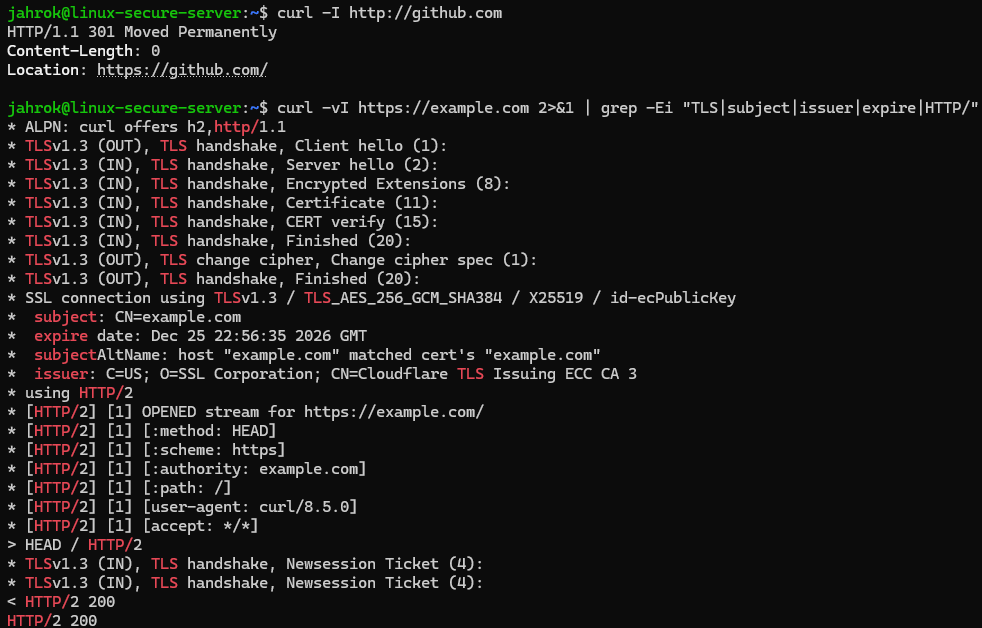 jahrok@linux-secure-server:~$ curl -I http://github.com
HTTP/1.1 301 Moved Permanently
Content-Length: 0
Location: https://github.com/

jahrok@linux-secure-server:~$ curl -vI https://example.com 2>&1 | grep -Ei "TLS|subject|issuer|expire|HTTP/"
* ALPN: curl offers h2,http/1.1
* TLSv1.3 (OUT), TLS handshake, Client hello (1):
* TLSv1.3 (IN), TLS handshake, Server hello (2):
* TLSv1.3 (IN), TLS handshake, Encrypted Extensions (8):
* TLSv1.3 (IN), TLS handshake, Certificate (11):
* TLSv1.3 (IN), TLS handshake, CERT verify (15):
* TLSv1.3 (IN), TLS handshake, Finished (20):
* TLSv1.3 (OUT), TLS change cipher, Change cipher spec (1):
* TLSv1.3 (OUT), TLS handshake, Finished (20):
* SSL connection using TLSv1.3 / TLS_AES_256_GCM_SHA384 / X25519 / id-ecPublicKey
*  subject: CN=example.com
*  expire date: Dec 25 22:56:35 2026 GMT
*  subjectAltName: host "example.com" matched cert's "example.com"
*  issuer: C=US; O=SSL Corporation; CN=Cloudflare TLS Issuing ECC CA 3
* using HTTP/2
* [HTTP/2] [1] OPENED stream for https://example.com/
* [HTTP/2] [1] [:method: HEAD]
* [HTTP/2] [1] [:scheme: https]
* [HTTP/2] [1] [:authority: example.com]
* [HTTP/2] [1] [:path: /]
* [HTTP/2] [1] [user-agent: curl/8.5.0]
* [HTTP/2] [1] [accept: */*]
> HEAD / HTTP/2
* TLSv1.3 (IN), TLS handshake, Newsession Ticket (4):
* TLSv1.3 (IN), TLS handshake, Newsession Ticket (4):
< HTTP/2 200
HTTP/2 200